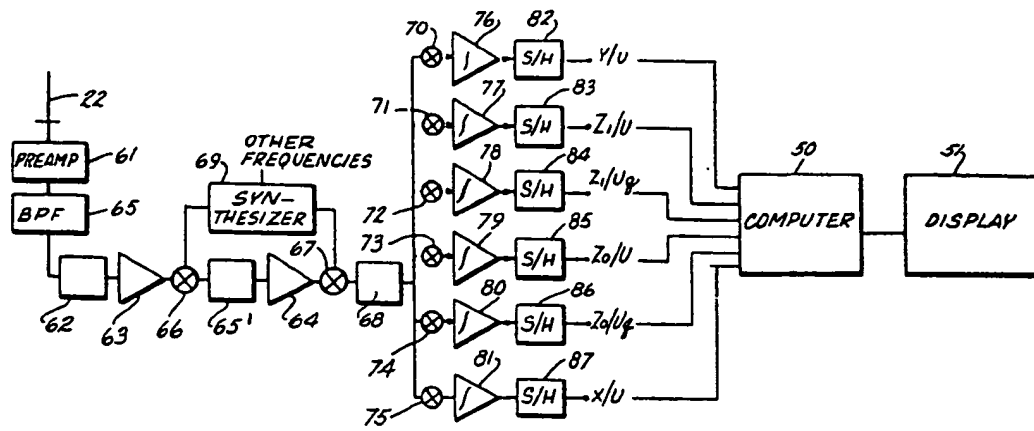 70
76
82
S/H
Y/U
22
71
77
83
S/H
Z1/U
50
51
PREAMP
61
OTHER
FREQUENCIES
78
84
S/H
Z1/Uq
COMPUTER
DISPLAY
BPF
65
69
SYN-
THESIZER
72
73
79
85
S/H
Z0/U
67
62
63
66
65'
64
68
80
86
S/H
Z0/Uq
74
81
87
S/H
X/U
75